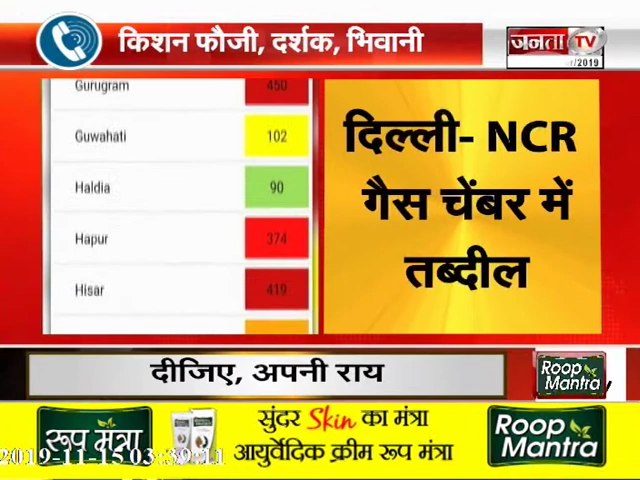 किशन फौजी, दर्शक, भिवानी
जनता TV
/2019
Gurugram 450
Guwahati 102
Haldia 90
Hapur 374
Hisar 419
दिल्ली- NCR
गैस चेंबर में
तब्दील
दीजिए, अपनी राय
Roop
Mantra
रूप मंत्रा
सुंदर Skin का मंत्रा
आयुर्वेदिक क्रीम रूप मंत्रा
Roop
Mantra
2019-11-15 03:39:11